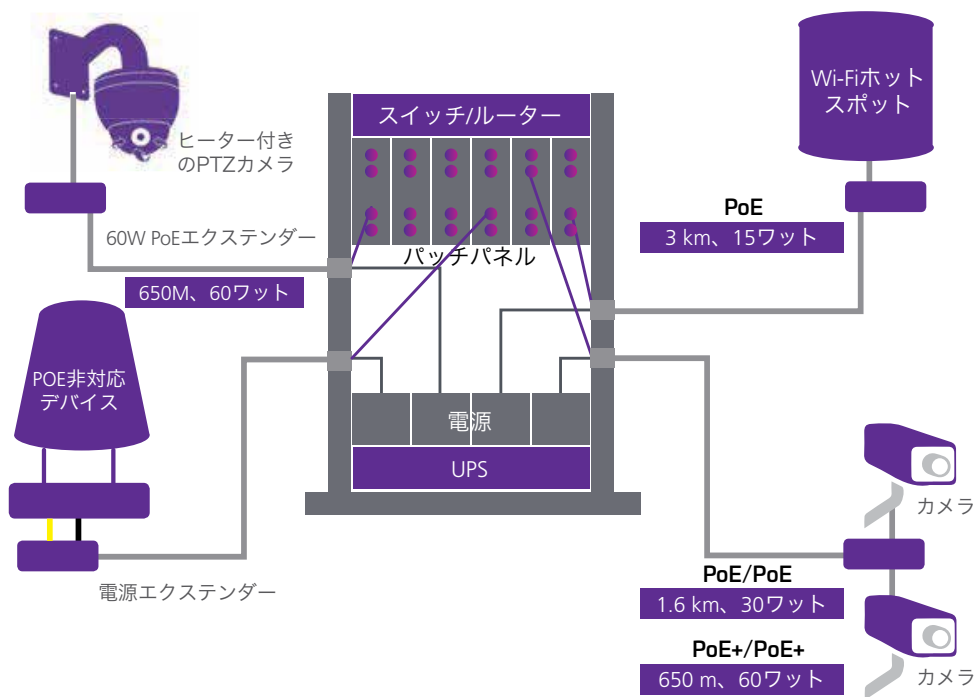 ヒーター付き
のPTZカメラ
60W PoEエクステンダー
650M、60ワット
POE非対応
デバイス
電源エクステンダー
スイッチ/ルーター
パッチパネル
電源
UPS
Wi-Fiホット
スポット
PoE
3 km、15ワット
カメラ
PoE/PoE
1.6 km、30ワット
PoE+/PoE+
650 m、60ワット
カメラ